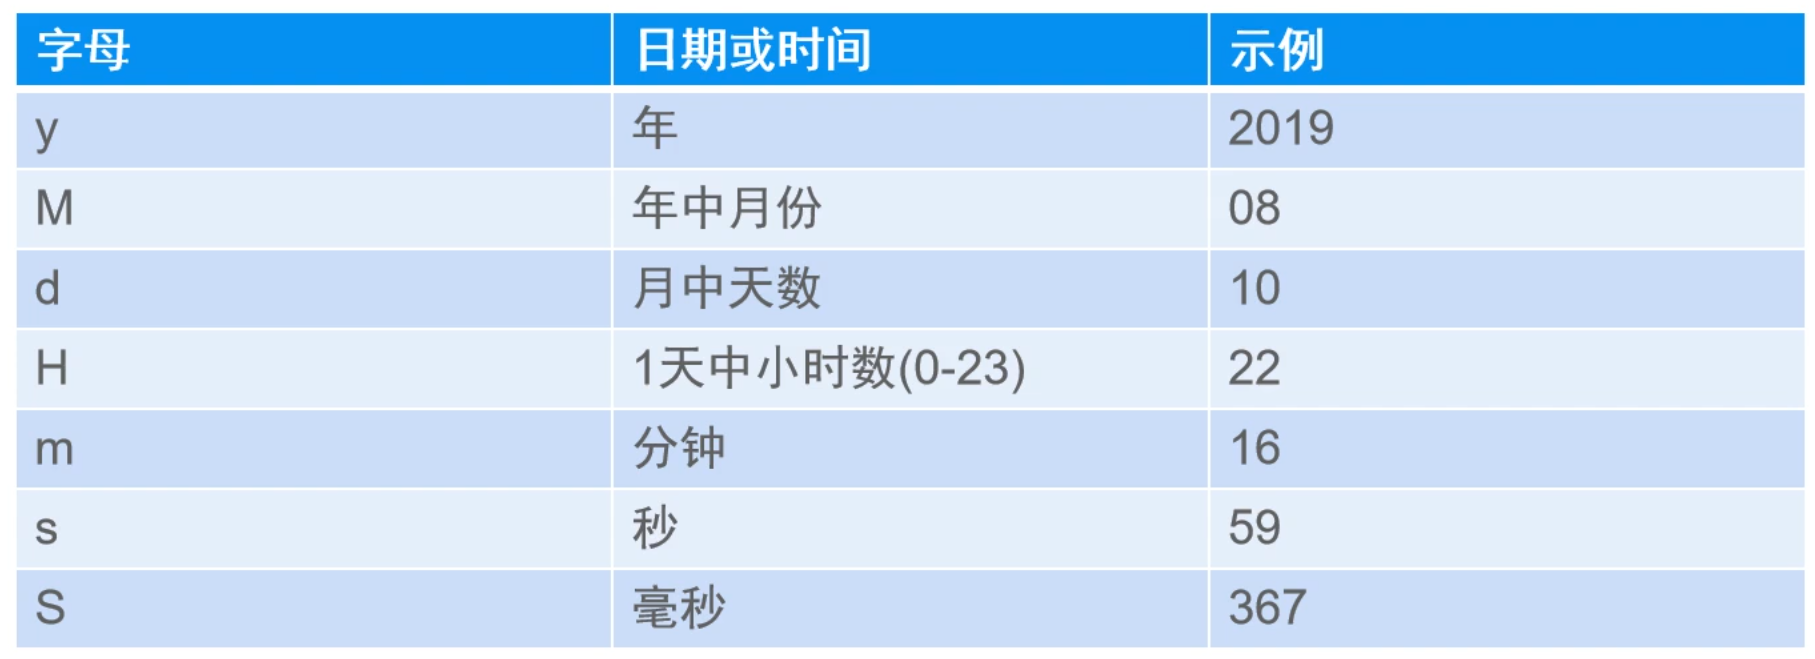 字母 日期或时间 示例
y 年 2019
M 年中月份 08
d 月中天数 10
H 1天中小时数(0-23) 22
m 分钟 16
s 秒 59
S 毫秒 367